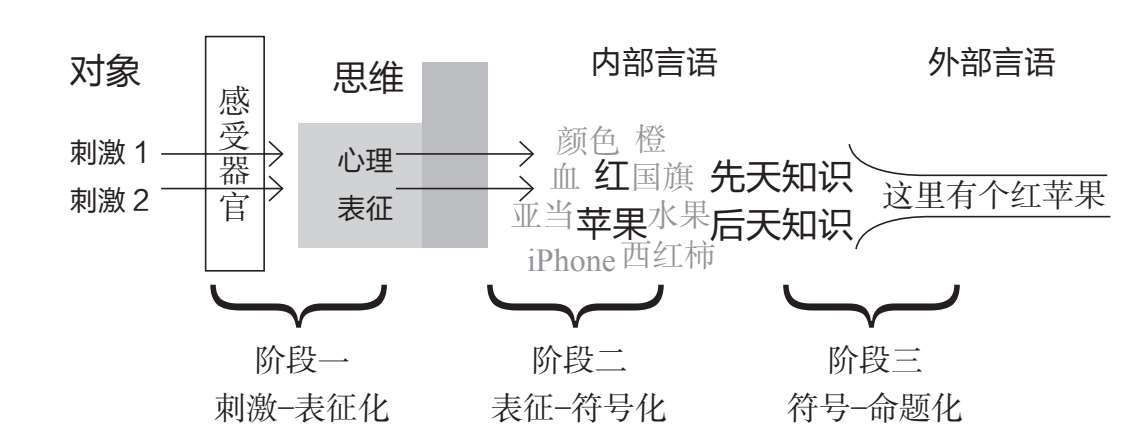 对象
感受器官
思维
内部言语
外部言语
刺激 1
刺激 2
心理
表征
颜色 橙
血 红国旗
亚当苹果水果
iPhone 西红柿
先天知识
后天知识
这里有个红苹果
阶段一
刺激–表征化
阶段二
表征–符号化
阶段三
符号–命题化